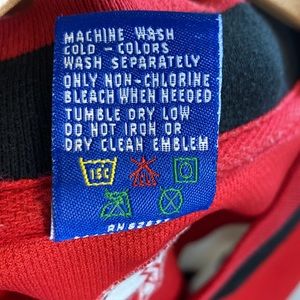 MACHINE WASH
COLD - COLORS
WASH SEPARATELY
ONLY NON-CHLORINE
BLEACH WHEN NEEDED
TUMBLE DRY LOW
DO NOT IRON OR
DRY CLEAN EMBLEM